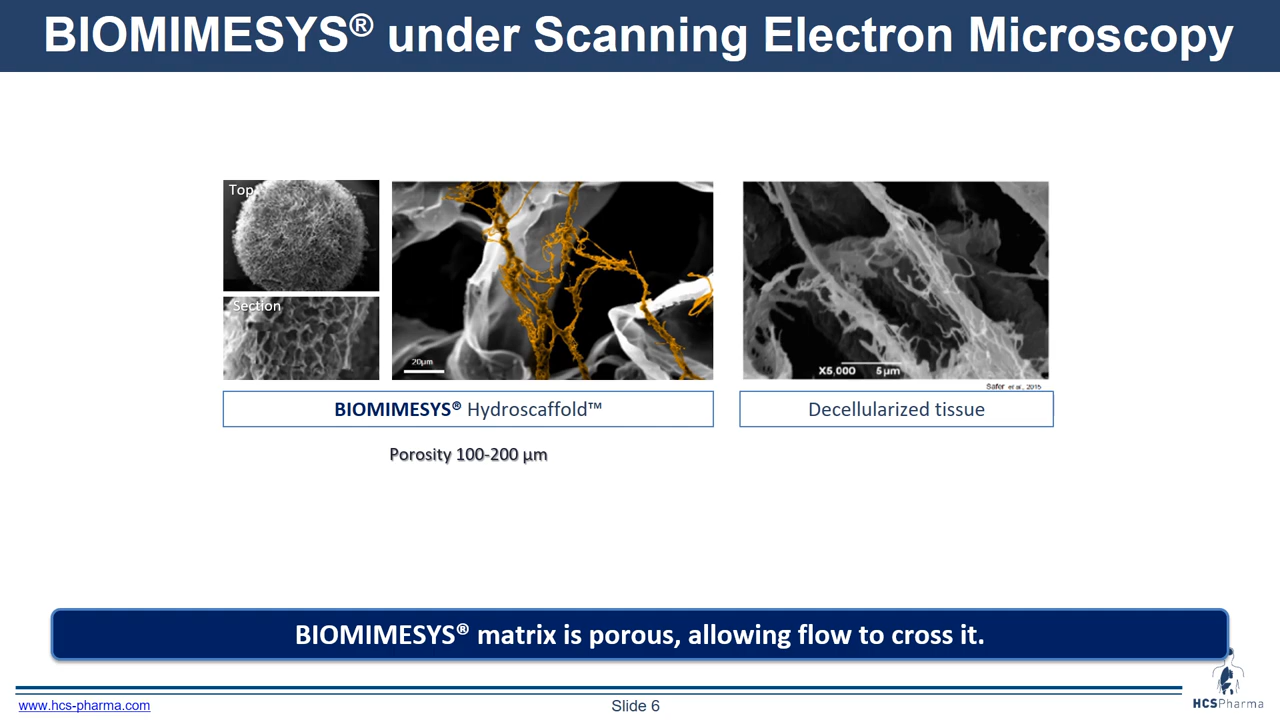 BIOMIMESYS® under Scanning Electron Microscopy
Top
Section
20µm
X5,000 5µm
Safer et al., 2015
BIOMIMESYS® Hydroscaffold™
Decellularized tissue
Porosity 100-200 µm
BIOMIMESYS® matrix is porous, allowing flow to cross it.
www.hcs-pharma.com
Slide 6
HCSPharma